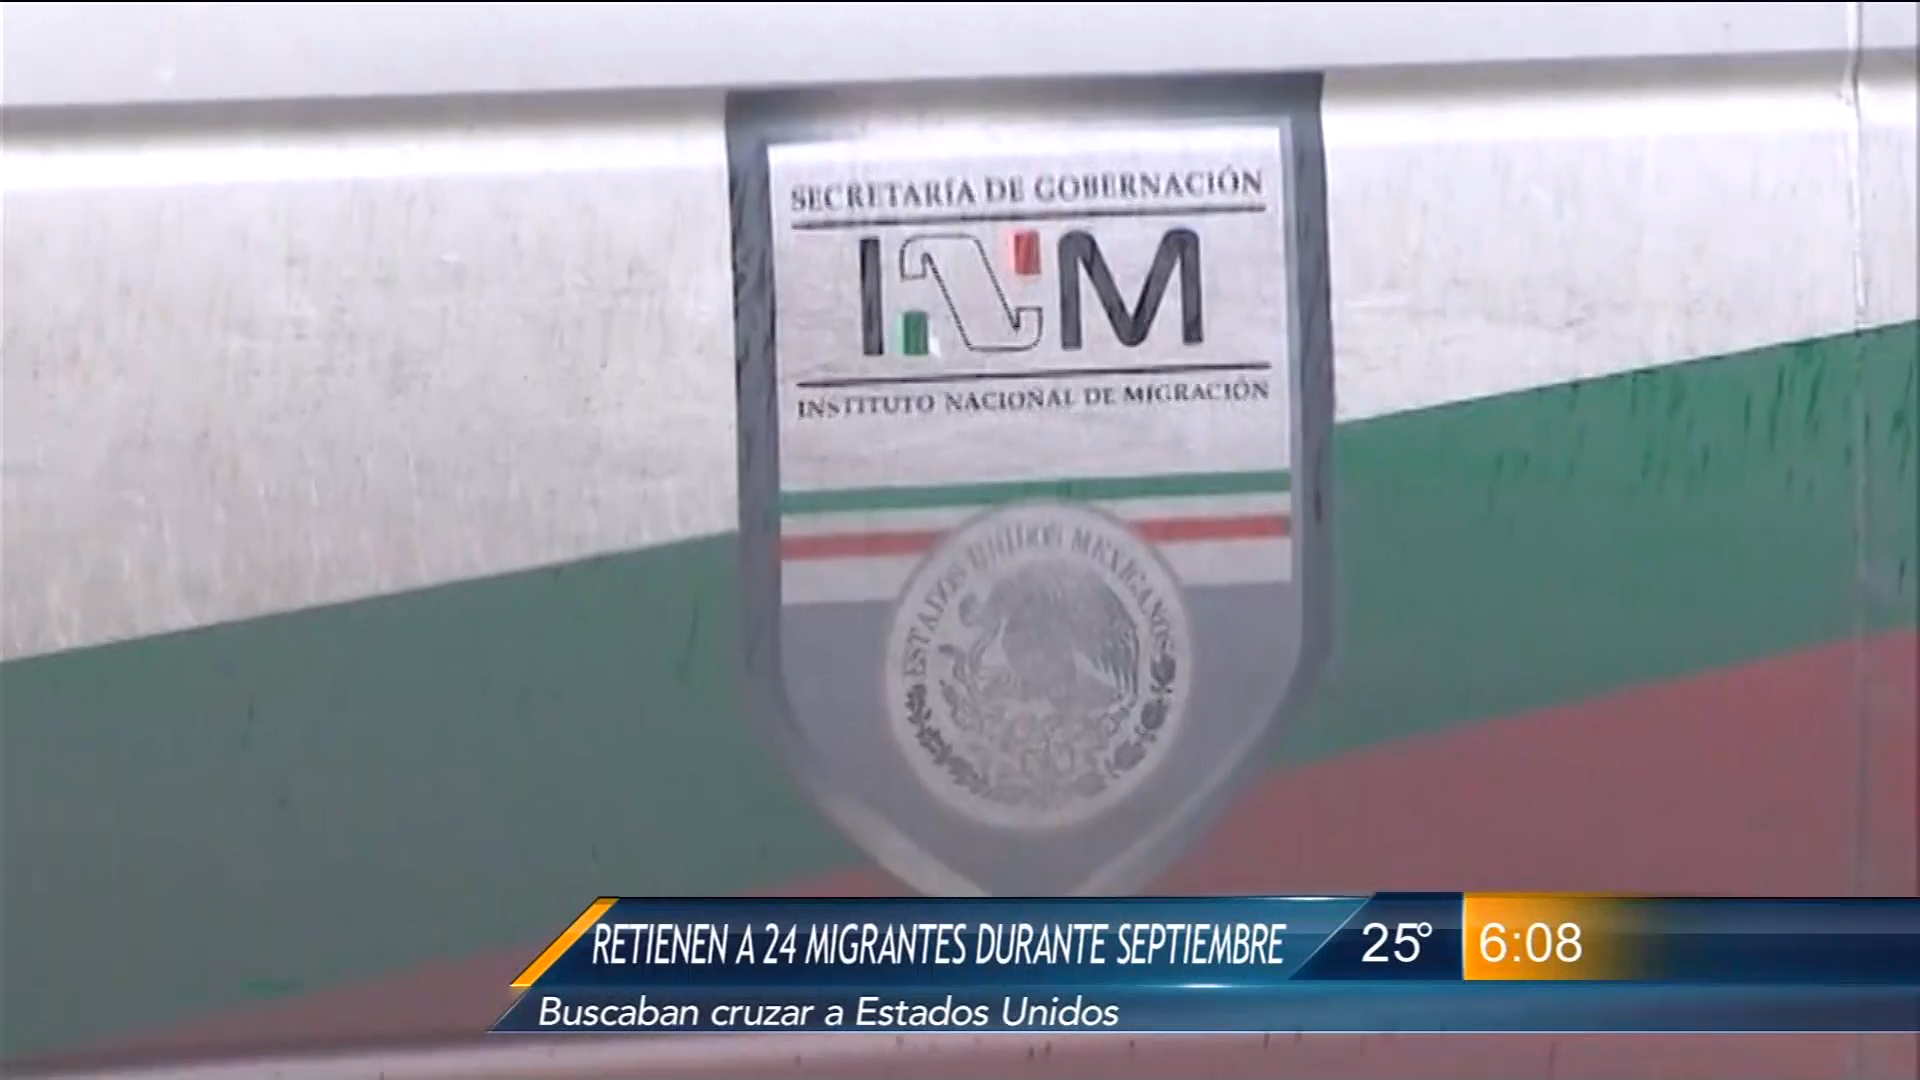 SECRETARÍA DE GOBERNACIÓN
INM
INSTITUTO NACIONAL DE MIGRACIÓN
ESTADOS UNIDOS MEXICANOS
RETIENEN A 24 MIGRANTES DURANTE SEPTIEMBRE
25° 6:08
Buscaban cruzar a Estados Unidos